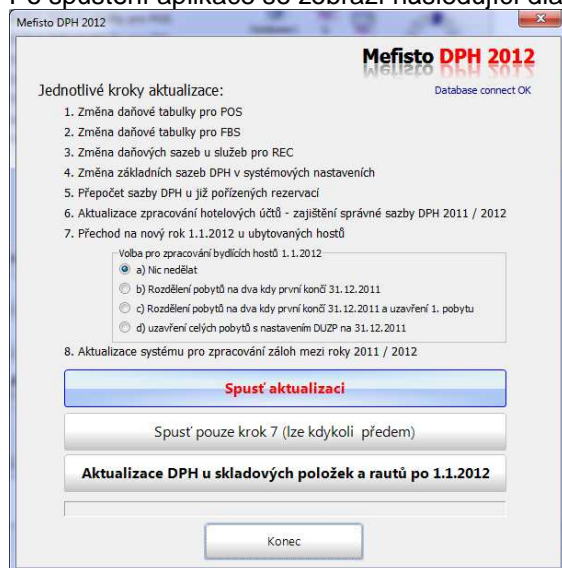 Po spuštění aplikace se zobrazí následující dia
Mefisto DPH 2012
Mefisto DPH 2012
Jednotlivé kroky aktualizace:
Database connect OK
1. Změna daňové tabulky pro POS
2. Změna daňové tabulky pro FBS
3. Změna daňových sazeb u služeb pro REC
4. Změna základních sazeb DPH v systémových nastaveních
5. Přepočet sazby DPH u již pořízených rezervací
6. Aktualizace zpracování hotelových účtů - zajištění správné sazby DPH 2011 / 2012
7. Přechod na nový rok 1.1.2012 u ubytovaných hostů
Volba pro zpracování bydlících hostů 1.1.2012
a) Nic nedělat
b) Rozdělení pobytů na dva kdy první končí 31.12.2011
c) Rozdělení pobytů na dva kdy první končí 31.12.2011 a uzavření 1. pobytu
d) uzavření celých pobytů s nastavením DUZP na 31.12.2011
8. Aktualizace systému pro zpracování záloh mezi roky 2011 / 2012
Spusť aktualizaci
Spusť pouze krok 7 (lze kdykoli předem)
Aktualizace DPH u skladových položek a rautů po 1.1.2012
Konec